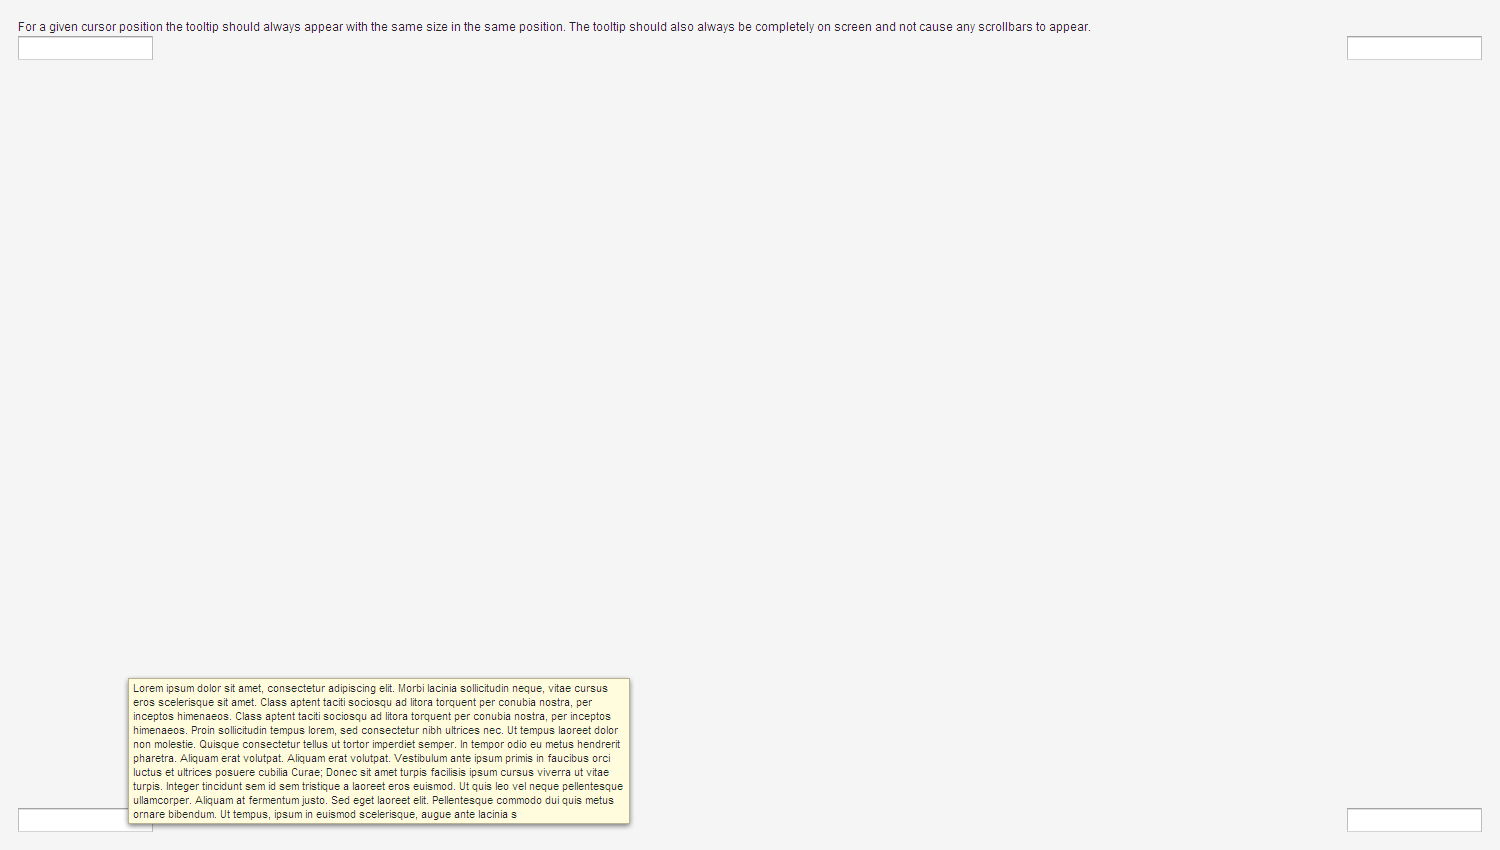 For a given cursor position the tooltip should always appear with the same size in the same position. The tooltip should also always be completely on screen and not cause any scrollbars to appear.
Lorem ipsum dolor sit amet, consectetur adipiscing elit. Morbi lacinia sollicitudin neque, vitae cursus
eros scelerisque sit amet. Class aptent taciti sociosqu ad litora torquent per conubia nostra, per
inceptos himenaeos. Class aptent taciti sociosqu ad litora torquent per conubia nostra, per inceptos
himenaeos. Proin sollicitudin tempus lorem, sed consectetur nibh ultrices nec. Ut tempus laoreet dolor
non molestie. Quisque consectetur tellus ut tortor imperdiet semper. In tempor odio eu metus hendrerit
pharetra. Aliquam erat volutpat. Aliquam erat volutpat. Vestibulum ante ipsum primis in faucibus orci
luctus et ultrices posuere cubilia Curae; Donec sit amet turpis facilisis ipsum cursus viverra ut vitae
turpis. Integer tincidunt sem id sem tristique a laoreet eros euismod. Ut quis leo vel neque pellentesque
ullamcorper. Aliquam at fermentum justo. Sed eget laoreet elit. Pellentesque commodo dui quis metus
ornare bibendum. Ut tempus, ipsum in euismod scelerisque, augue ante lacinia s